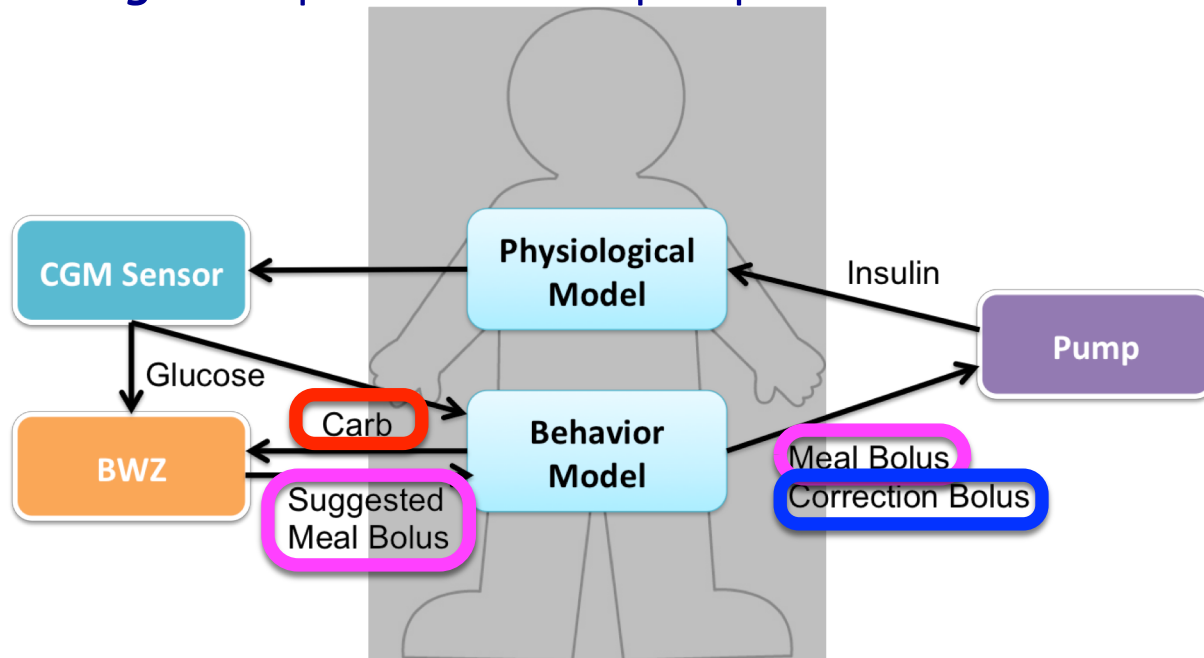 Physiological
Model
CGM Sensor
Insulin
Pump
Glucose
Carb
Behavior
Model
BWZ
Meal Bolus
Correction Bolus
Suggested
Meal Bolus